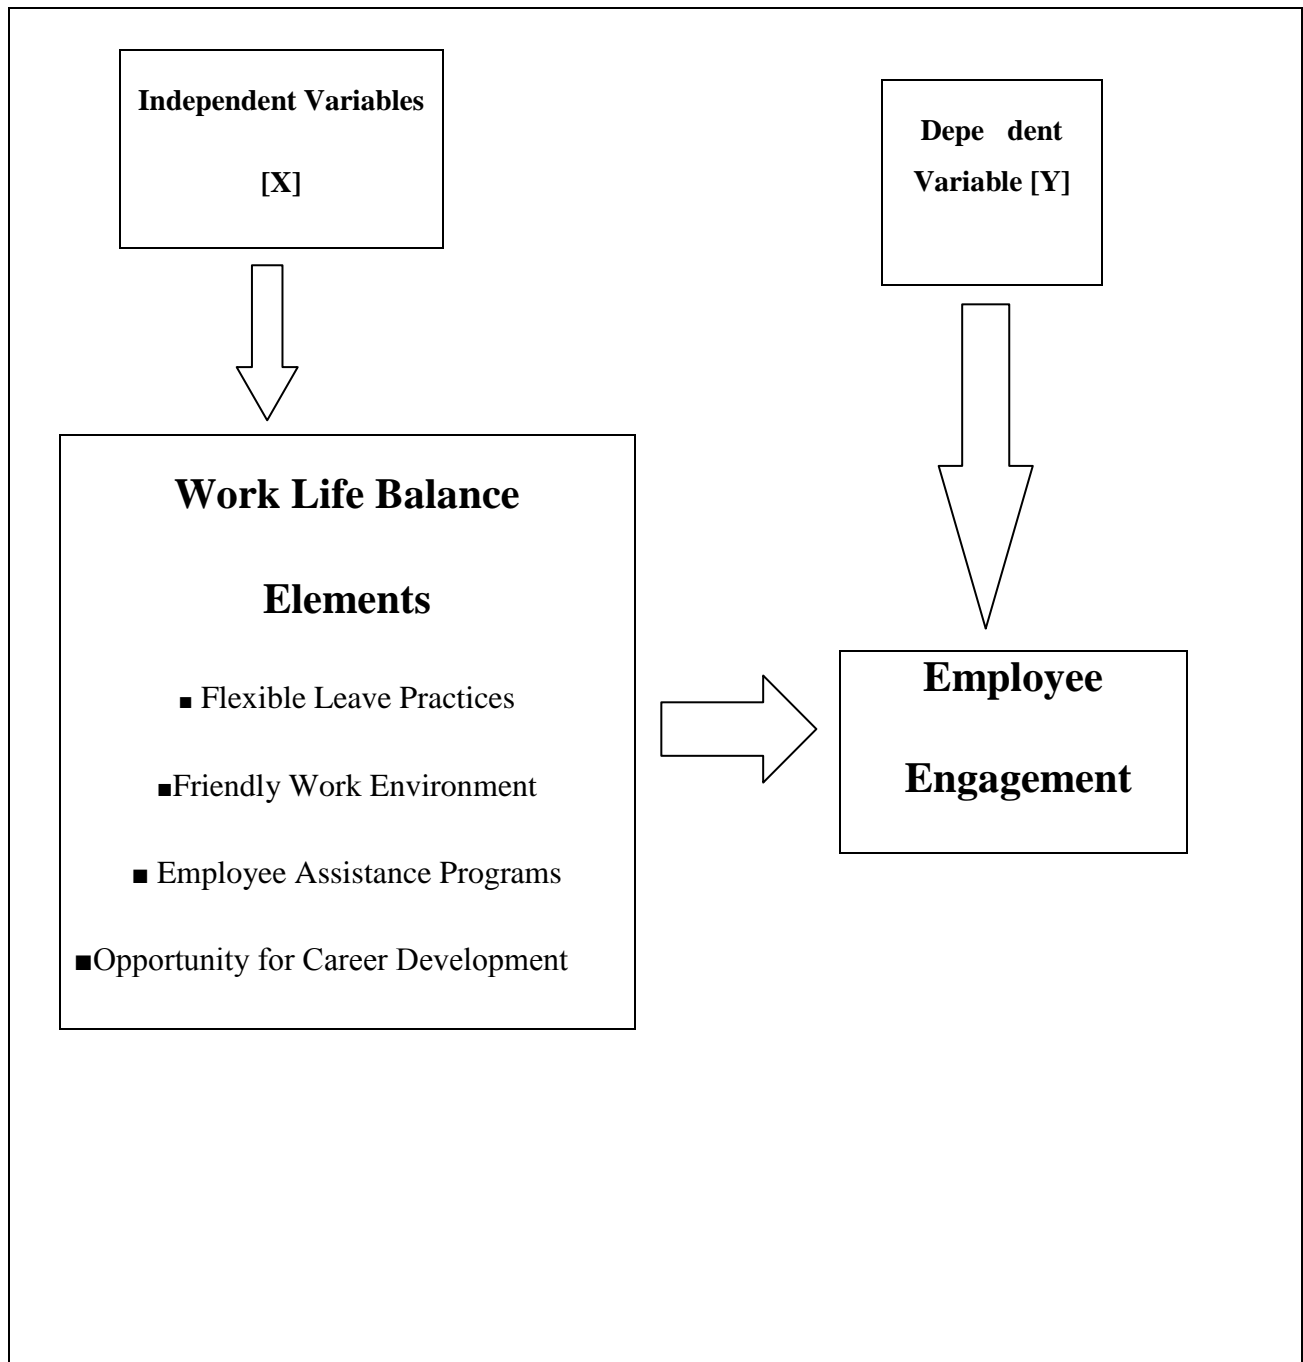 Independent Variables
[X]
Depe dent
Variable [Y]
Work Life Balance
Elements
■ Flexible Leave Practices
■Friendly Work Environment
■ Employee Assistance Programs
■Opportunity for Career Development
Employee
Engagement